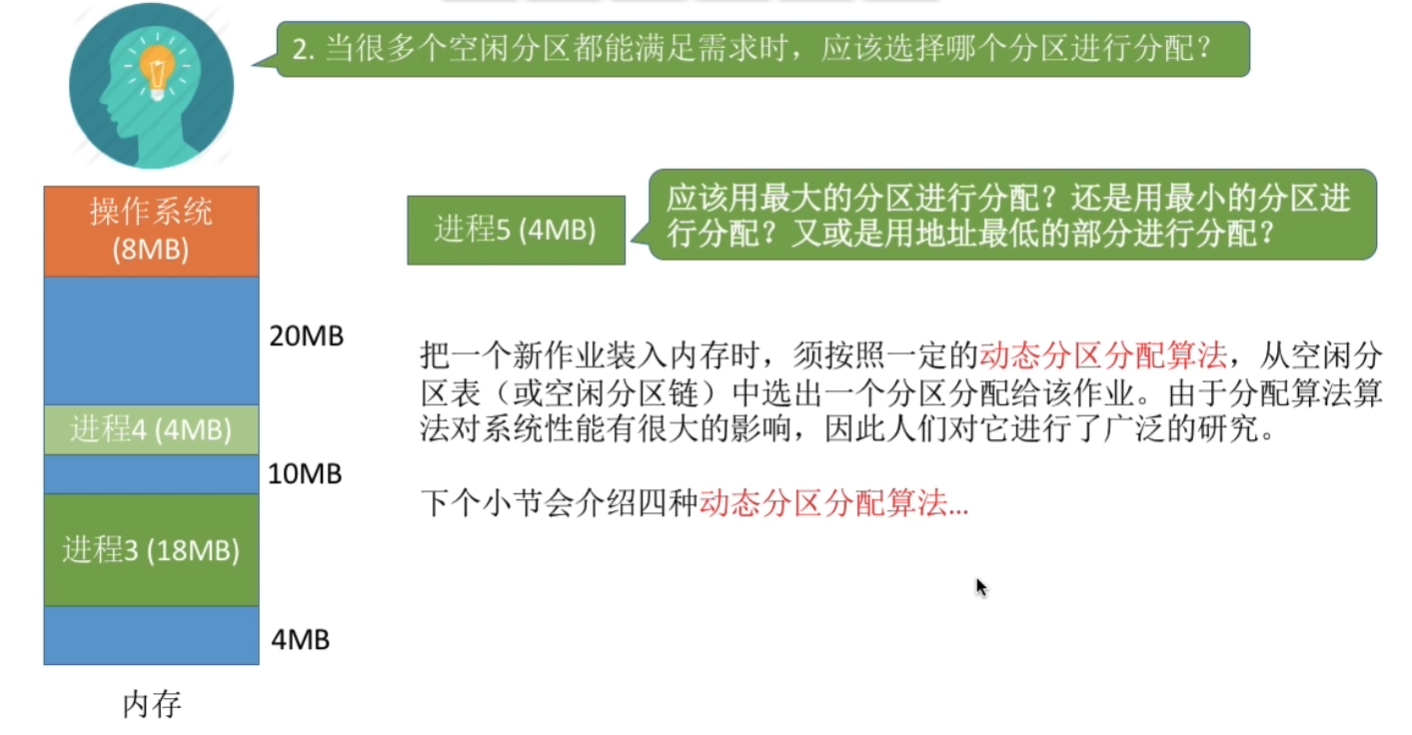 2. 当很多个空闲分区都能满足需求时，应该选择哪个分区进行分配？
操作系统
(8MB)
20MB
进程4 (4MB)
10MB
进程3 (18MB)
4MB
内存
进程5 (4MB)
应该用最大的分区进行分配？还是用最小的分区进
行分配？又或是用地址最低的部分进行分配？
把一个新作业装入内存时，须按照一定的动态分区分配算法，从空闲分
区表（或空闲分区链）中选出一个分区分配给该作业。由于分配算法算
法对系统性能有很大的影响，因此人们对它进行了广泛的研究。
下个小节会介绍四种动态分区分配算法...